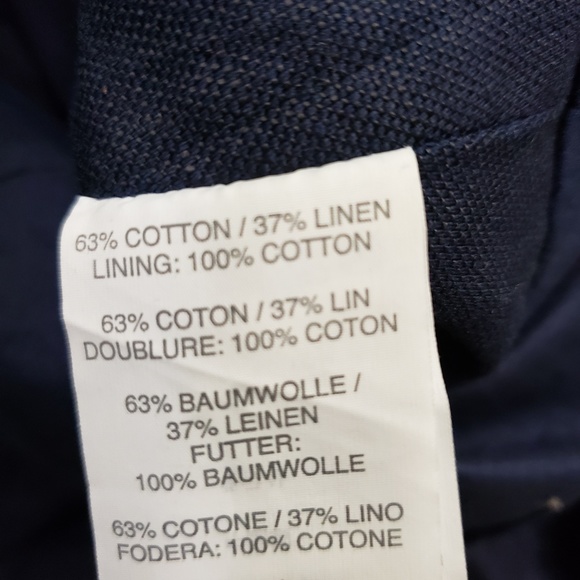 63% COTTON / 37% LINEN
LINING: 100% COTTON
63% COTON / 37% LIN
DOUBLURE: 100% COTON
63% BAUMWOLLE /
37% LEINEN
FUTTER:
100% BAUMWOLLE
63% COTONE / 37% LINO
FODERA: 100% COTONE